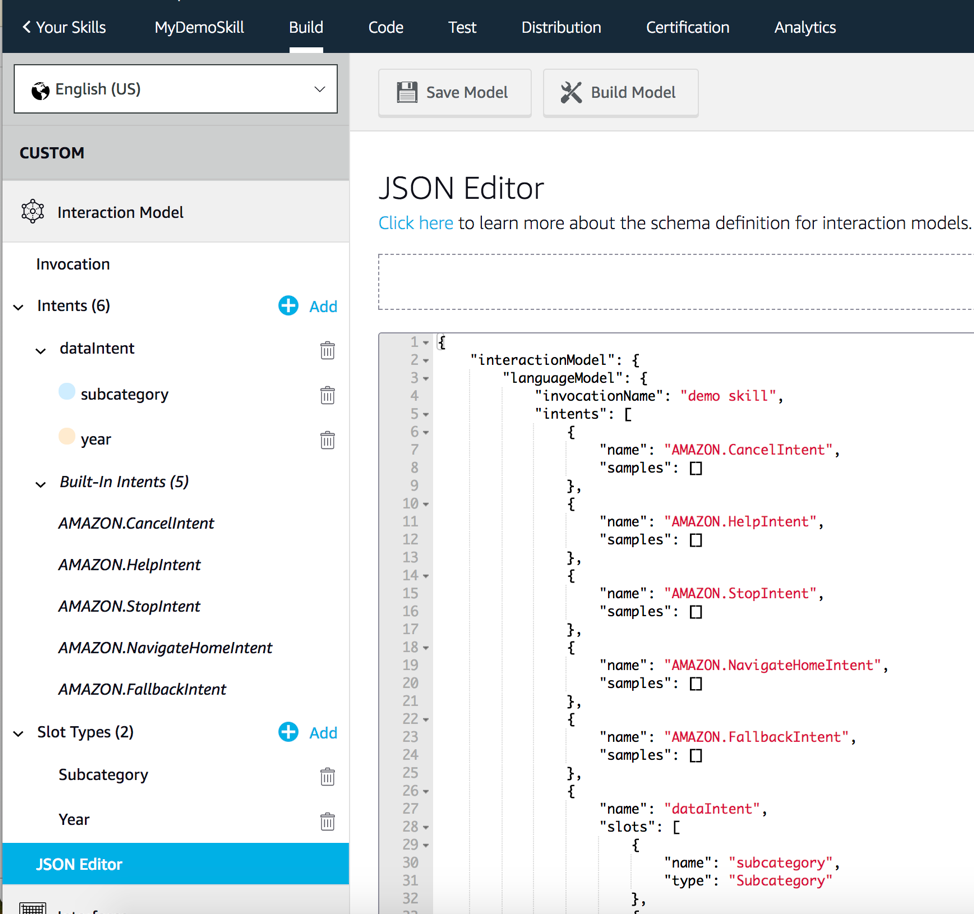 Your Skills
MyDemoSkill
Build
Code
Test
Distribution
Certification
Analytics
English (US)
CUSTOM
Interaction Model
Invocation
Intents (6)
Add
dataIntent
subcategory
year
Built-In Intents (5)
AMAZON.CancelIntent
AMAZON.HelpIntent
AMAZON.StopIntent
AMAZON.NavigateHomeIntent
AMAZON.FallbackIntent
Slot Types (2)
Add
Subcategory
Year
JSON Editor
Save Model
Build Model
JSON Editor
Click here to learn more about the schema definition for interaction models.
1 {
2 "interactionModel": {
3 "languageModel": {
4 "invocationName": "demo skill",
5 "intents": [
6 {
7 "name": "AMAZON.CancelIntent",
8 "samples": []
9 },
10 {
11 "name": "AMAZON.HelpIntent",
12 "samples": []
13 },
14 {
15 "name": "AMAZON.StopIntent",
16 "samples": []
17 },
18 {
19 "name": "AMAZON.NavigateHomeIntent",
20 "samples": []
21 },
22 {
23 "name": "AMAZON.FallbackIntent",
24 "samples": []
25 },
26 {
27 "name": "dataIntent",
28 "slots": [
29 {
30 "name": "subcategory",
31 "type": "Subcategory"
32 },